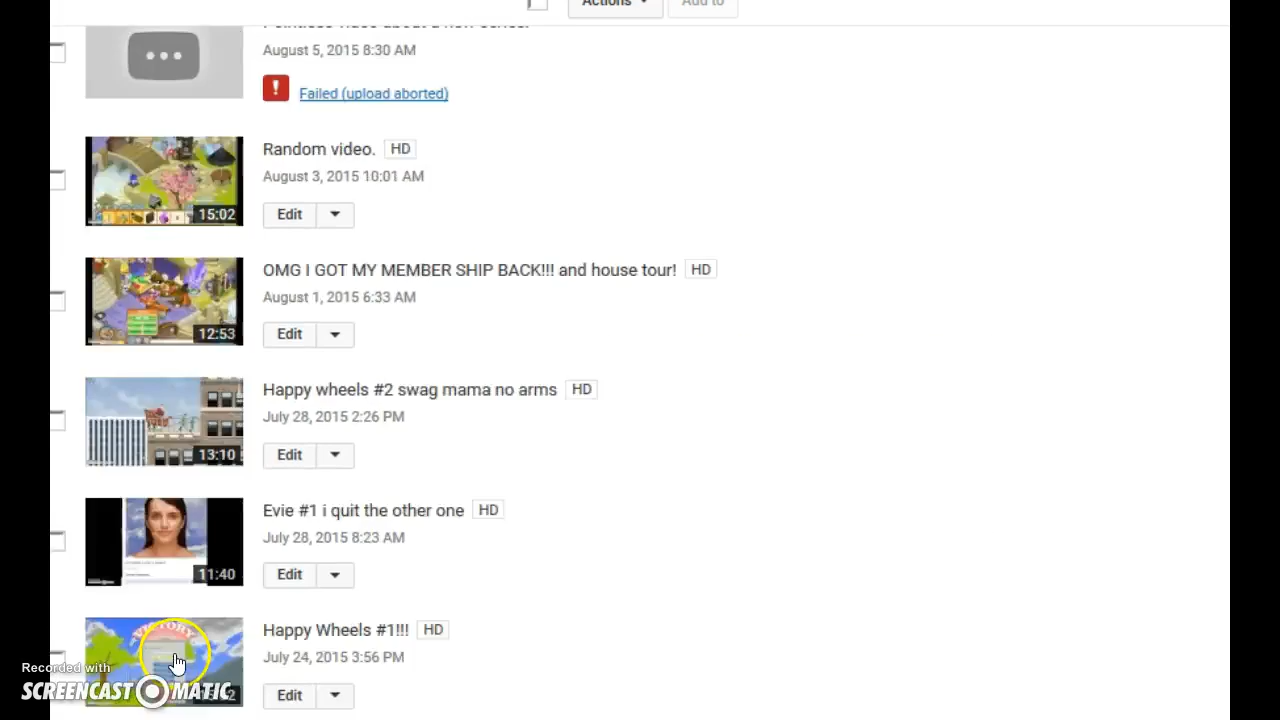 Actions
Add to
August 5, 2015 8:30 AM
Failed (upload aborted)
Random video. HD
August 3, 2015 10:01 AM
15:02
Edit
OMG I GOT MY MEMBER SHIP BACK!!! and house tour! HD
August 1, 2015 6:33 AM
12:53
Edit
Happy wheels #2 swag mama no arms HD
July 28, 2015 2:26 PM
13:10
Edit
Evie #1 i quit the other one HD
July 28, 2015 8:23 AM
11:40
Edit
VICTORY
Happy Wheels #1!!! HD
July 24, 2015 3:56 PM
Edit
Recorded with
SCREENCAST MATIC